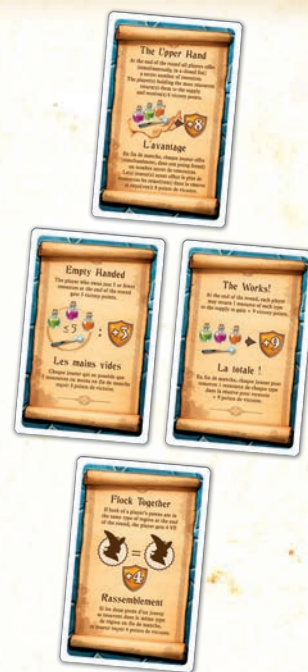 The Upper Hand
At the end of the round all players offer
(simultaneously, in a closed fist)
a secret number of resources.
The player(s) holding the most resources
return(s) them to the supply
and receive(s) 8 victory points.
+8
L'avantage
En fin de manche, chaque joueur offre
(simultanément, dans son poing fermé)
un nombre secret de ressources.
Le(s) joueur(s) ayant offert le plus de
ressources les remet(tent) dans la réserve
et reçoi(ven)t 8 points de victoire.
Empty Handed
The player who owns just 5 or fewer
resources at the end of the round
gets 3 victory points.
≤ 5 : +3
Les mains vides
Chaque joueur qui ne possède que
5 ressources ou moins en fin de manche
reçoit 3 points de victoire.
The Works!
At the end of the round, each player
may return 1 resource of each type
to the supply to gain + 9 victory points.
+9
La totale !
En fin de manche, chaque joueur peut
remettre 1 ressource de chaque type
dans la réserve pour recevoir
+ 9 points de victoire.
Flock Together
If both of a player's pawns are in
the same type of region at the end
of the round, the player gets 4 VP.
=
+4
Rassemblement
Si les deux pions d'un joueur
se trouvent dans le même type
de région en fin de manche,
ce joueur reçoit 4 points de victoire.